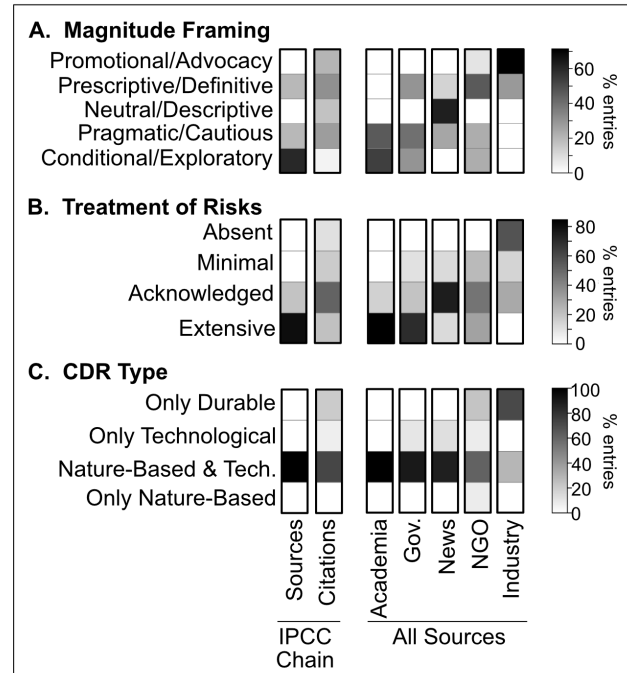 A. Magnitude Framing
Promotional/Advocacy
Prescriptive/Definitive
Neutral/Descriptive
Pragmatic/Cautious
Conditional/Exploratory
60
40
20
0
% entries
B. Treatment of Risks
Absent
Minimal
Acknowledged
Extensive
80
60
40
20
0
% entries
C. CDR Type
Only Durable
Only Technological
Nature-Based & Tech.
Only Nature-Based
100
80
60
40
20
0
% entries
Sources
Citations
Academia
Gov.
News
NGO
Industry
IPCC
Chain
All Sources